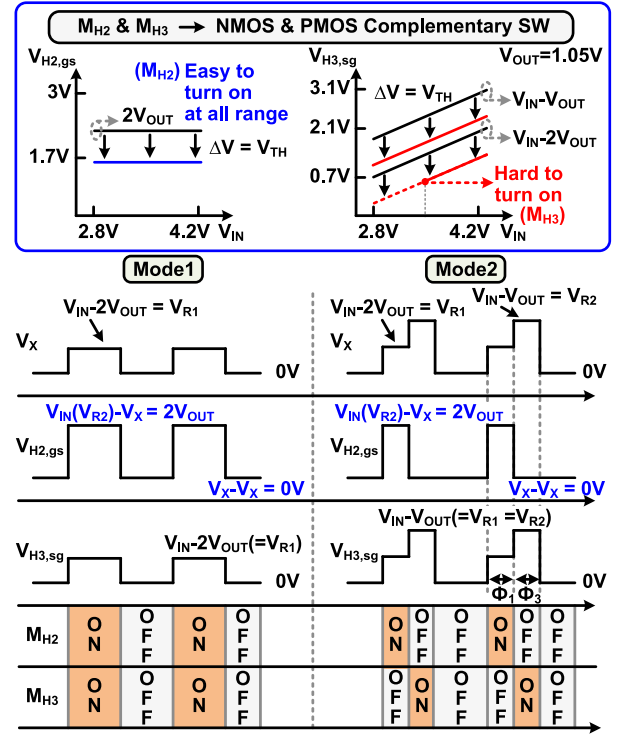 M_H2 & M_H3 → NMOS & PMOS Complementary SW
V_H2,gs
3V
1.7V
(M_H2) Easy to
turn on
at all range
2V_OUT
ΔV = V_TH
2.8V
4.2V
V_IN
V_H3,sg
V_OUT=1.05V
3.1V
2.1V
0.7V
ΔV = V_TH
V_IN-V_OUT
V_IN-2V_OUT
Hard to
turn on
(M_H3)
2.8V
4.2V
V_IN
Mode1
Mode2
V_IN-2V_OUT = V_R1
V_X
0V
V_IN-2V_OUT = V_R1
V_IN-V_OUT = V_R2
V_X
0V
V_IN(V_R2)-V_X = 2V_OUT
V_H2,gs
V_X-V_X = 0V
V_IN(V_R2)-V_X = 2V_OUT
V_H2,gs
V_X-V_X = 0V
V_IN-2V_OUT(=V_R1)
V_H3,sg
0V
V_IN-V_OUT(=V_R1 =V_R2)
V_H3,sg
0V
Φ_1 Φ_3
M_H2 ON OFF ON OFF ON OFF OFF ON OFF OFF
M_H3 ON OFF ON OFF OFF ON OFF OFF ON OFF